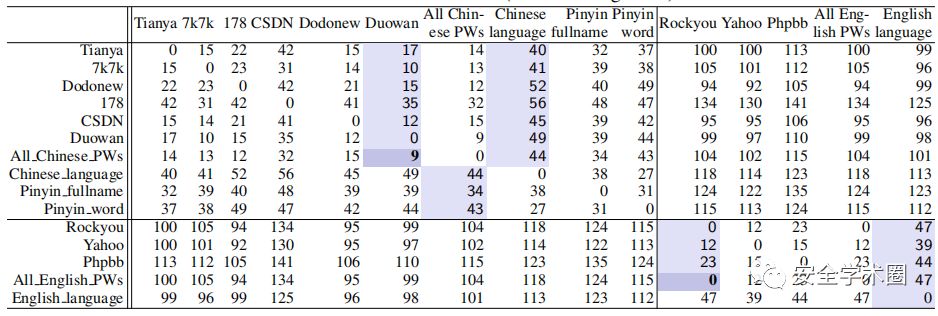 All Chin- Chinese Pinyin Pinyin All Eng- English
Tianya 7k7k 178 CSDN Dodonew Duowan ese PWs language fullname word Rockyou Yahoo Phpbb lish PWs language
Tianya 0 15 22 42 15 17 14 40 32 37 100 100 113 100 99
7k7k 15 0 23 31 14 10 13 41 39 38 105 101 112 105 96
Dodonew 22 23 0 42 21 15 12 52 40 49 94 92 105 94 99
178 42 31 42 0 41 35 32 56 48 47 134 130 141 134 125
CSDN 15 14 21 41 0 12 15 45 39 42 95 95 106 95 96
Duowan 17 10 15 35 12 0 9 49 39 44 99 97 110 99 98
All_Chinese_PWs 14 13 12 32 15 9 0 44 34 43 104 102 115 104 101
Chinese_language 40 41 52 56 45 49 44 0 38 27 118 114 123 118 113
Pinyin_fullname 32 39 40 48 39 39 34 38 0 31 124 122 135 124 123
Pinyin_word 37 38 49 47 42 44 43 27 31 0 115 113 124 115 112
Rockyou 100 105 94 134 95 99 104 118 124 115 0 12 23 0 47
Yahoo 100 101 92 130 95 97 102 114 122 113 12 0 15 12 39
Phpbb 113 112 105 141 106 110 115 123 135 124 23 0 23 44
All_English_PWs 100 105 94 134 95 99 104 118 124 115 0 0 47
English_language 99 96 99 125 96 98 101 113 123 112 47 39 44 47 0
安全学术圈